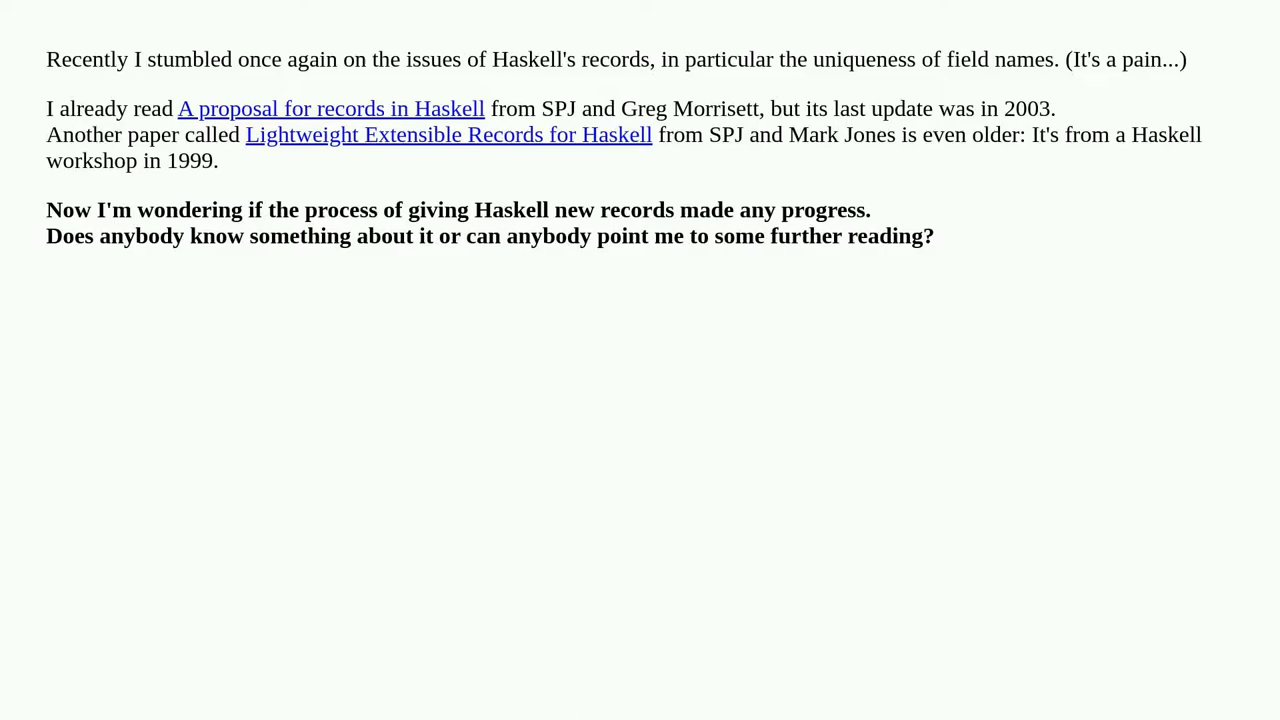 Recently I stumbled once again on the issues of Haskell's records, in particular the uniqueness of field names. (It's a pain...)
I already read A proposal for records in Haskell from SPJ and Greg Morrisett, but its last update was in 2003.
Another paper called Lightweight Extensible Records for Haskell from SPJ and Mark Jones is even older: It's from a Haskell
workshop in 1999.
Now I'm wondering if the process of giving Haskell new records made any progress.
Does anybody know something about it or can anybody point me to some further reading?